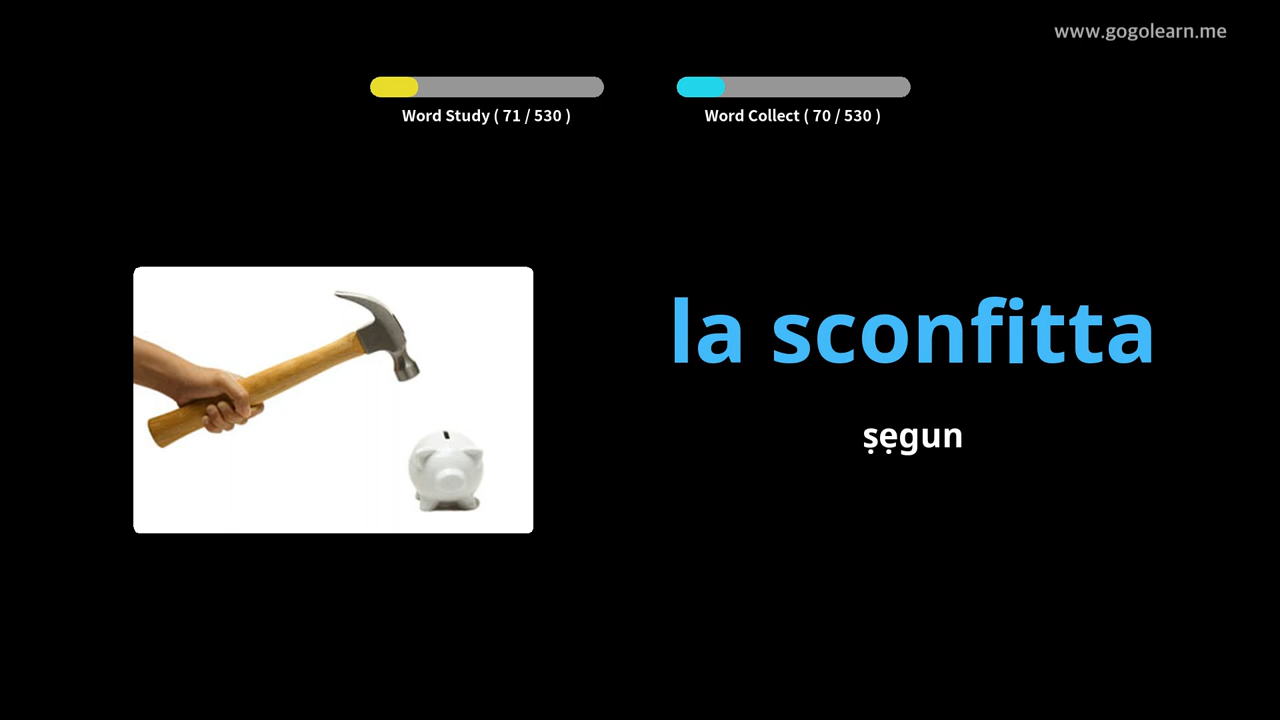 www.gogolearn.me
Word Study ( 71 / 530 )
Word Collect ( 70 / 530 )
la sconfitta
ṣẹgun